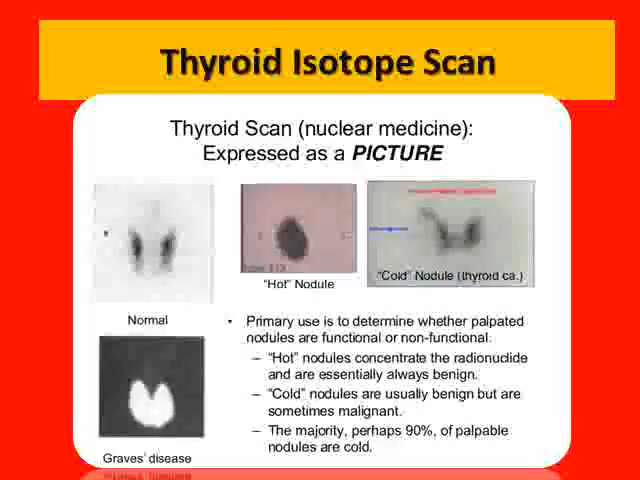 Thyroid Isotope Scan
Thyroid Scan (nuclear medicine):
Expressed as a PICTURE
"Cold" Nodule (thyroid ca.)
"Hot" Nodule
Normal
• Primary use is to determine whether palpated
nodules are functional or non-functional.
– "Hot" nodules concentrate the radionuclide
and are essentially always benign.
– "Cold" nodules are usually benign but are
sometimes malignant.
– The majority, perhaps 90%, of palpable
nodules are cold.
Graves' disease